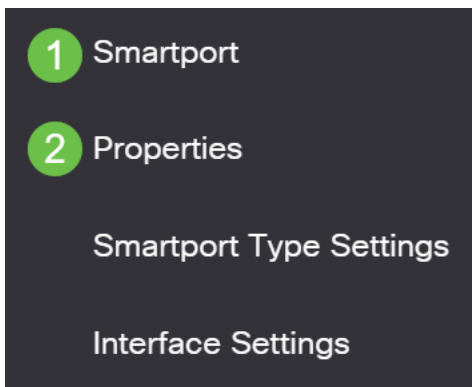 1 Smartport
2 Properties
Smartport Type Settings
Interface Settings